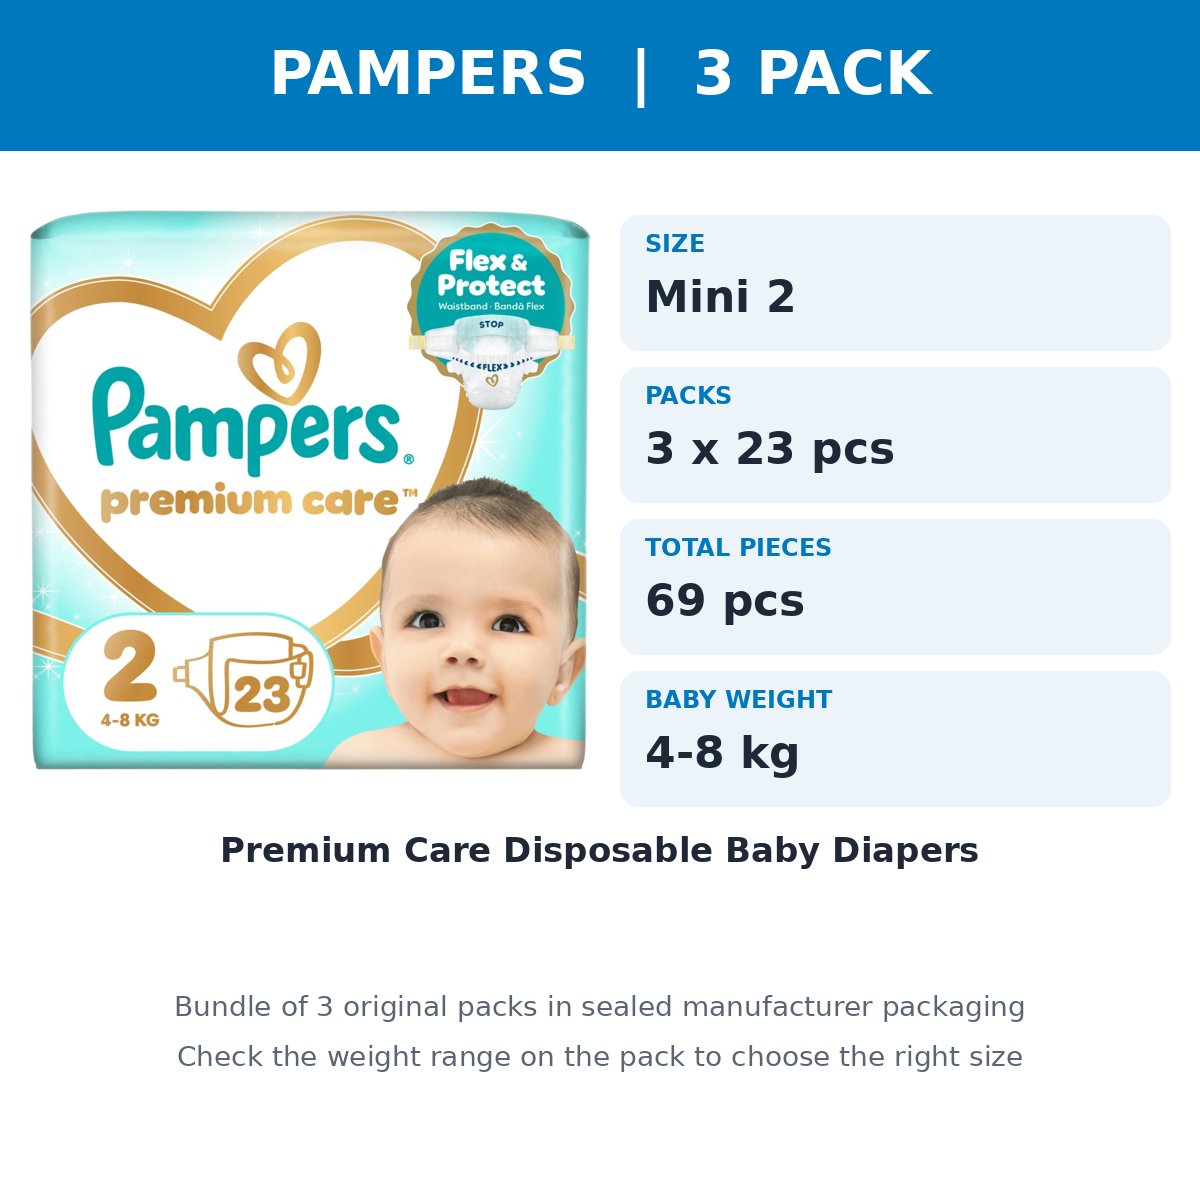 PAMPERS | 3 PACK
Flex &
Protect
Waistband · Bandă Flex
STOP
FLEX
Pampers®
premium care™
2
4-8 KG
23
SIZE
Mini 2
PACKS
3 x 23 pcs
TOTAL PIECES
69 pcs
BABY WEIGHT
4-8 kg
Premium Care Disposable Baby Diapers
Bundle of 3 original packs in sealed manufacturer packaging
Check the weight range on the pack to choose the right size